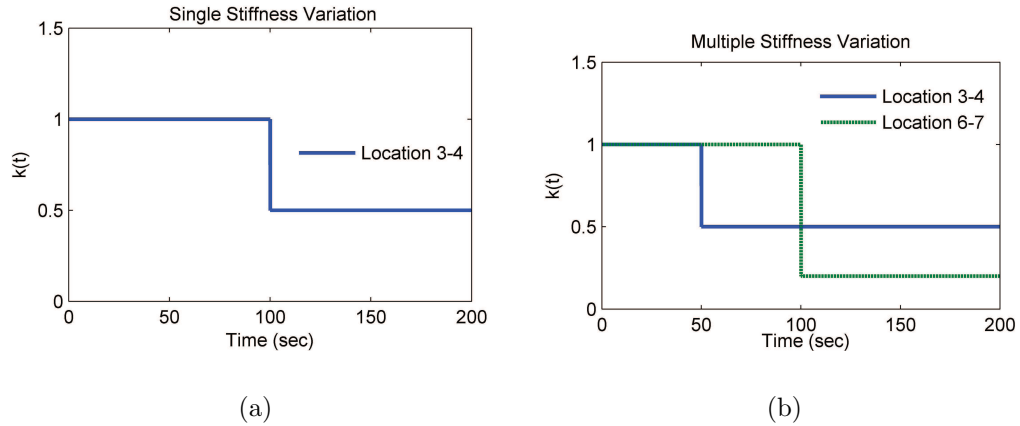 Single Stiffness Variation
1.5
1
0.5
0
k(t)
Location 3-4
0 50 100 150 200
Time (sec)
(a)
Multiple Stiffness Variation
1.5
1
0.5
0
k(t)
Location 3-4
Location 6-7
0 50 100 150 200
Time (sec)
(b)